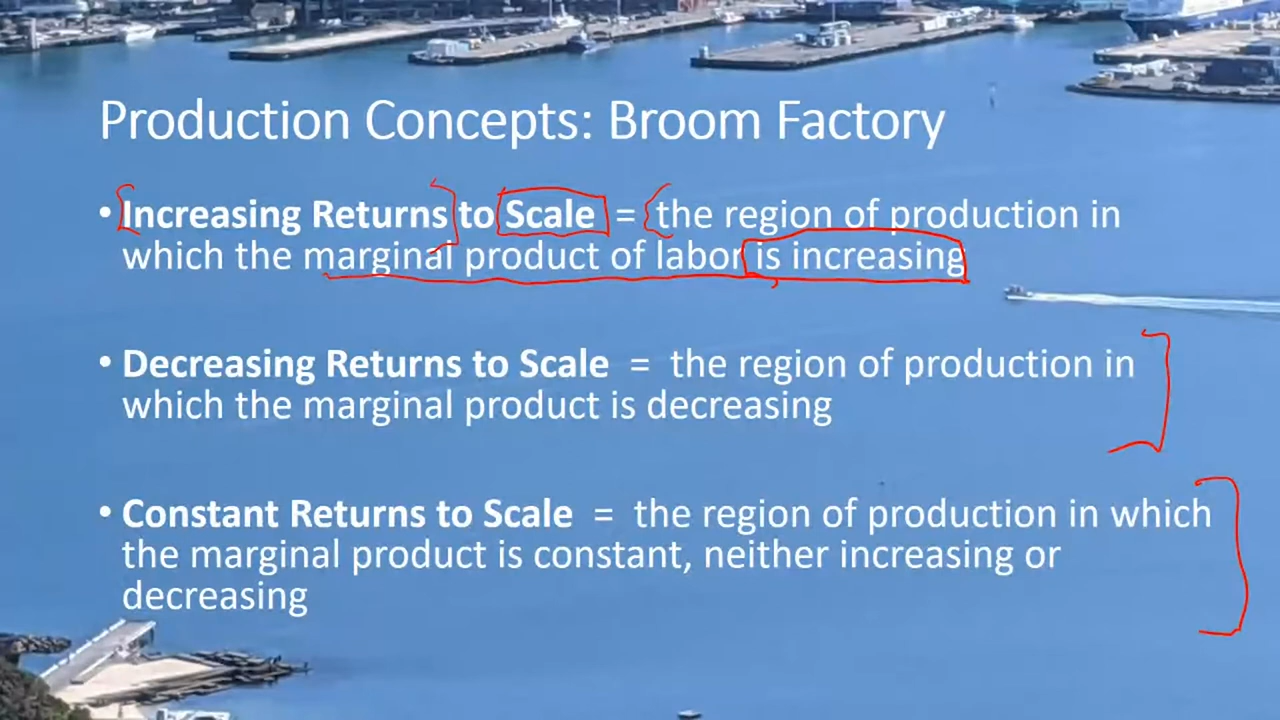 Production Concepts: Broom Factory
• Increasing Returns to Scale = the region of production in
which the marginal product of labor is increasing
• Decreasing Returns to Scale = the region of production in
which the marginal product is decreasing
• Constant Returns to Scale = the region of production in which
the marginal product is constant, neither increasing or
decreasing